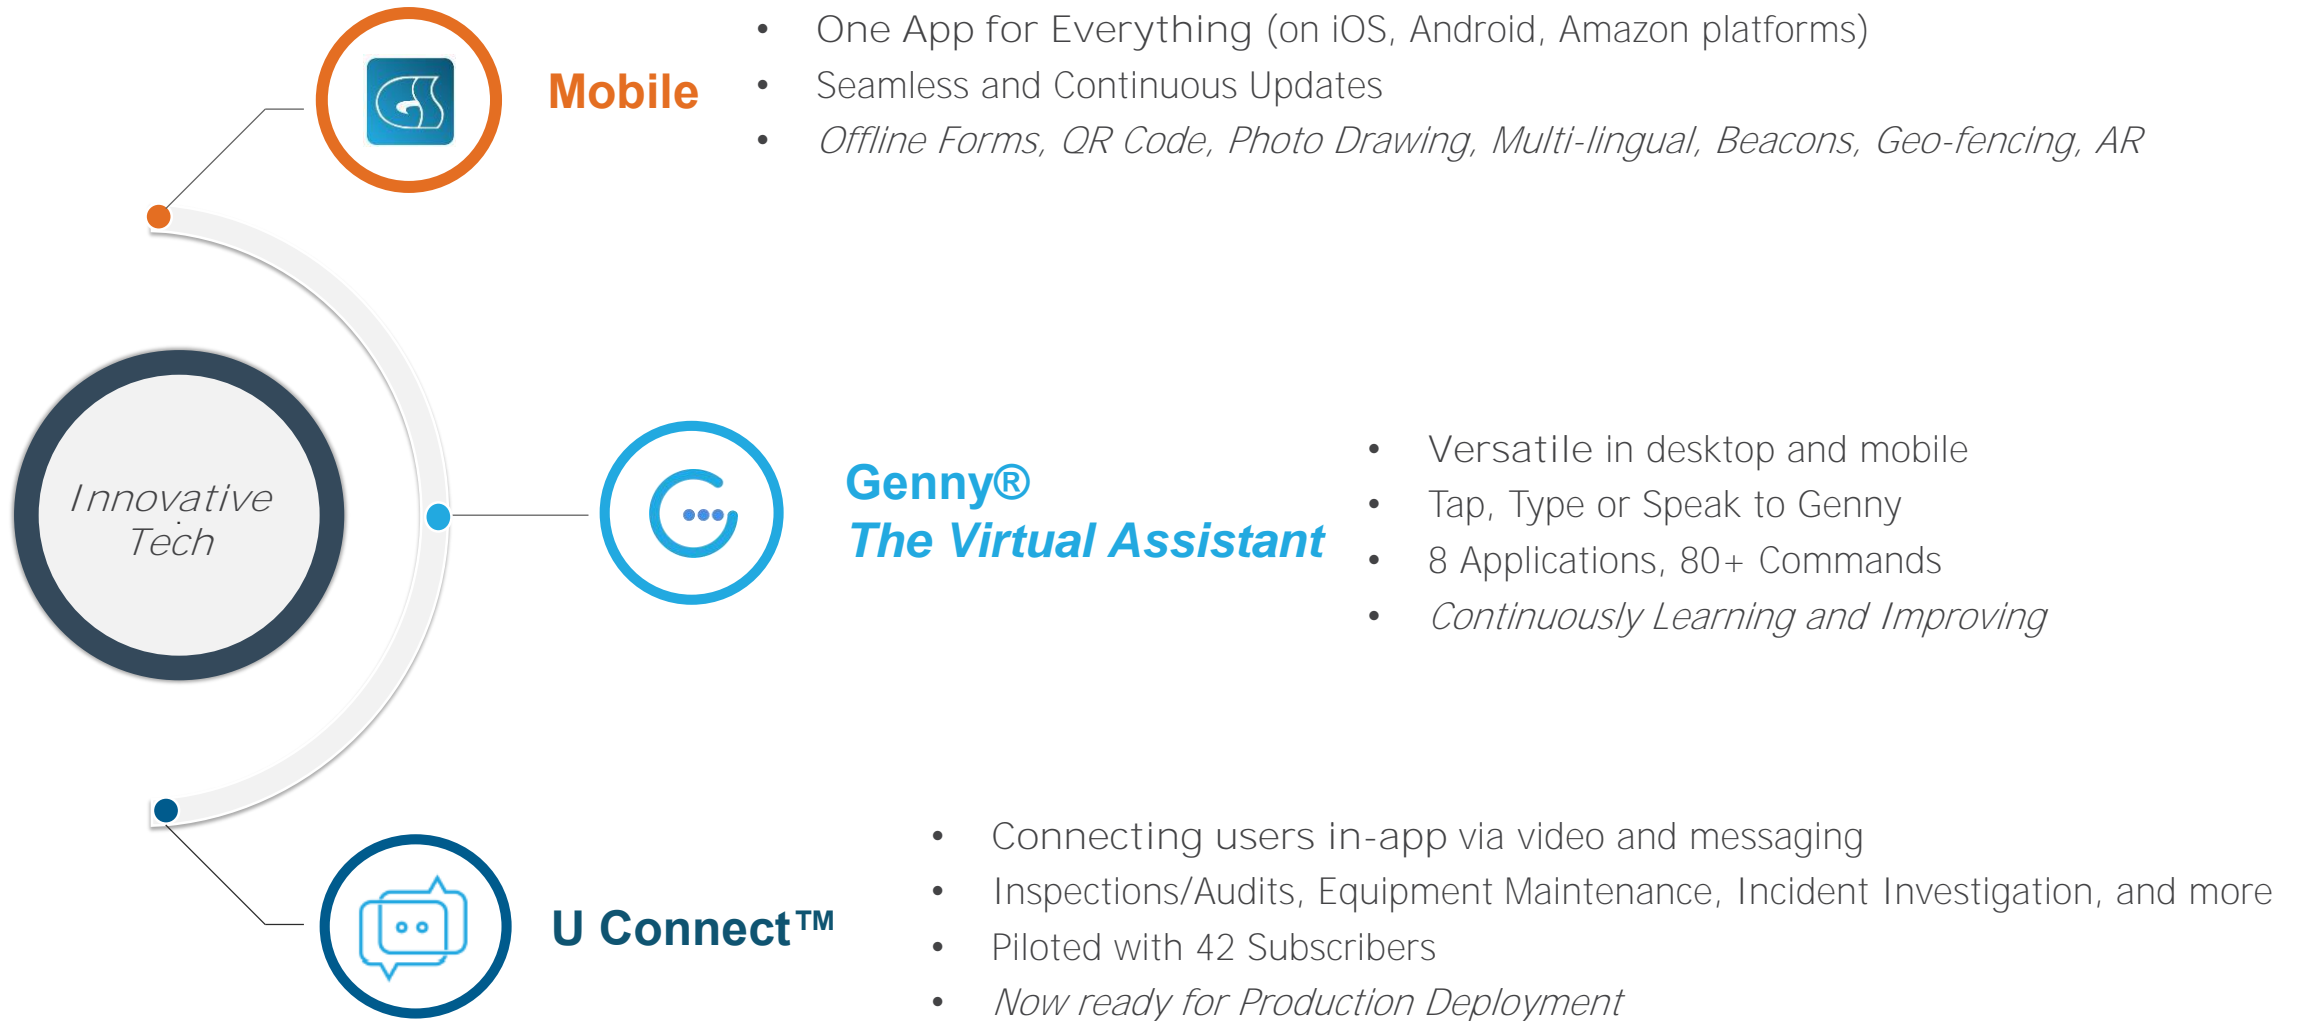 Mobile
• One App for Everything (on iOS, Android, Amazon platforms)
• Seamless and Continuous Updates
• Offline Forms, QR Code, Photo Drawing, Multi-lingual, Beacons, Geo-fencing, AR
Innovative
Tech
Genny®
The Virtual Assistant
• Versatile in desktop and mobile
• Tap, Type or Speak to Genny
• 8 Applications, 80+ Commands
• Continuously Learning and Improving
U Connect™
• Connecting users in-app via video and messaging
• Inspections/Audits, Equipment Maintenance, Incident Investigation, and more
• Piloted with 42 Subscribers
• Now ready for Production Deployment